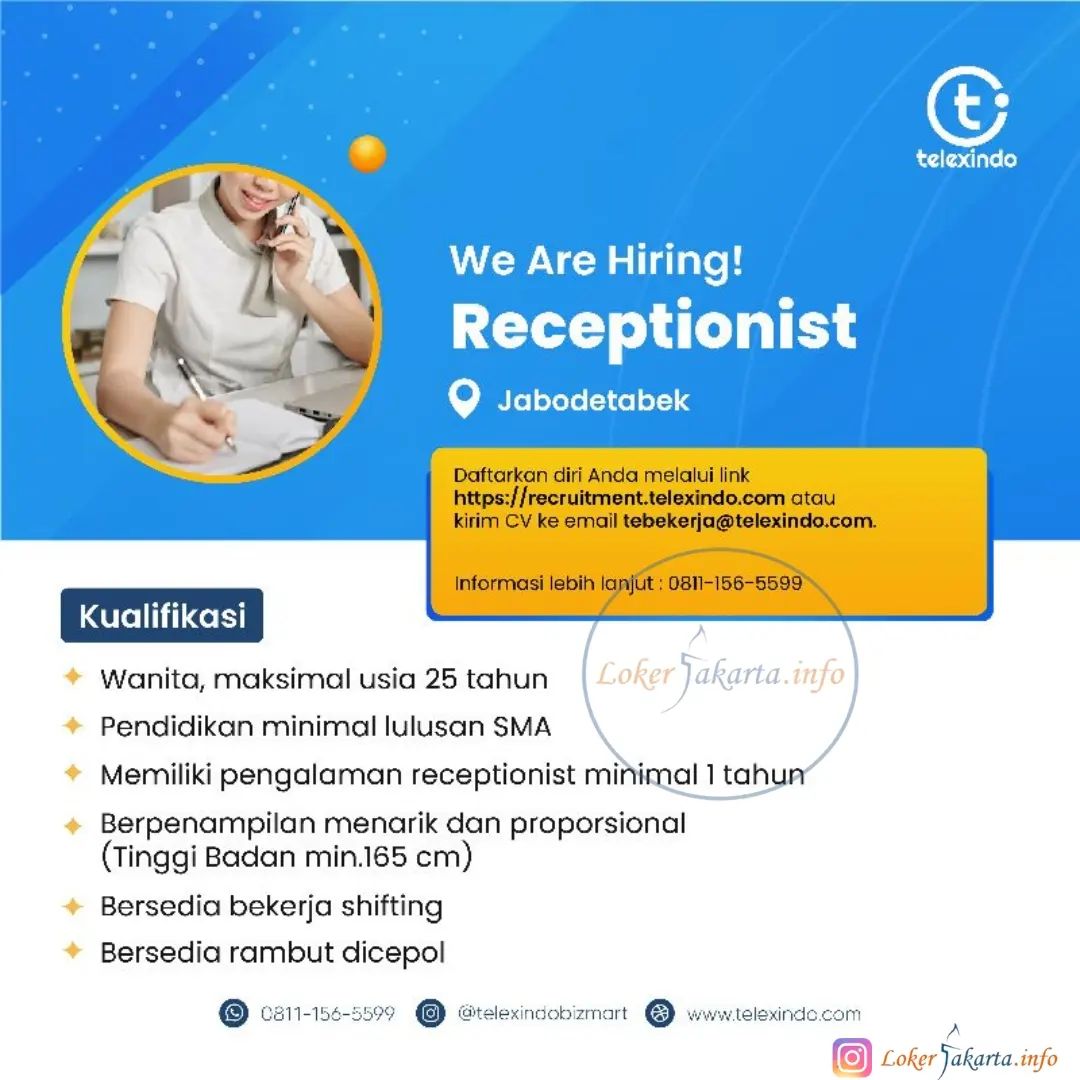 telexindo
We Are Hiring!
Receptionist
Jabodetabek
Daftarkan diri Anda melalui link
https://recruitment.telexindo.com atau
kirim CV ke email tebekerja@telexindo.com.
Informasi lebih lanjut : 0811-156-5599
Kualifikasi
Loker Jakarta.info
Wanita, maksimal usia 25 tahun
Pendidikan minimal lulusan SMA
Memiliki pengalaman receptionist minimal 1 tahun
Berpenampilan menarik dan proporsional
(Tinggi Badan min.165 cm)
Bersedia bekerja shifting
Bersedia rambut dicepol
0811-156-5599 @telexindobizmart www.telexindo.com
Loker Jakarta.info